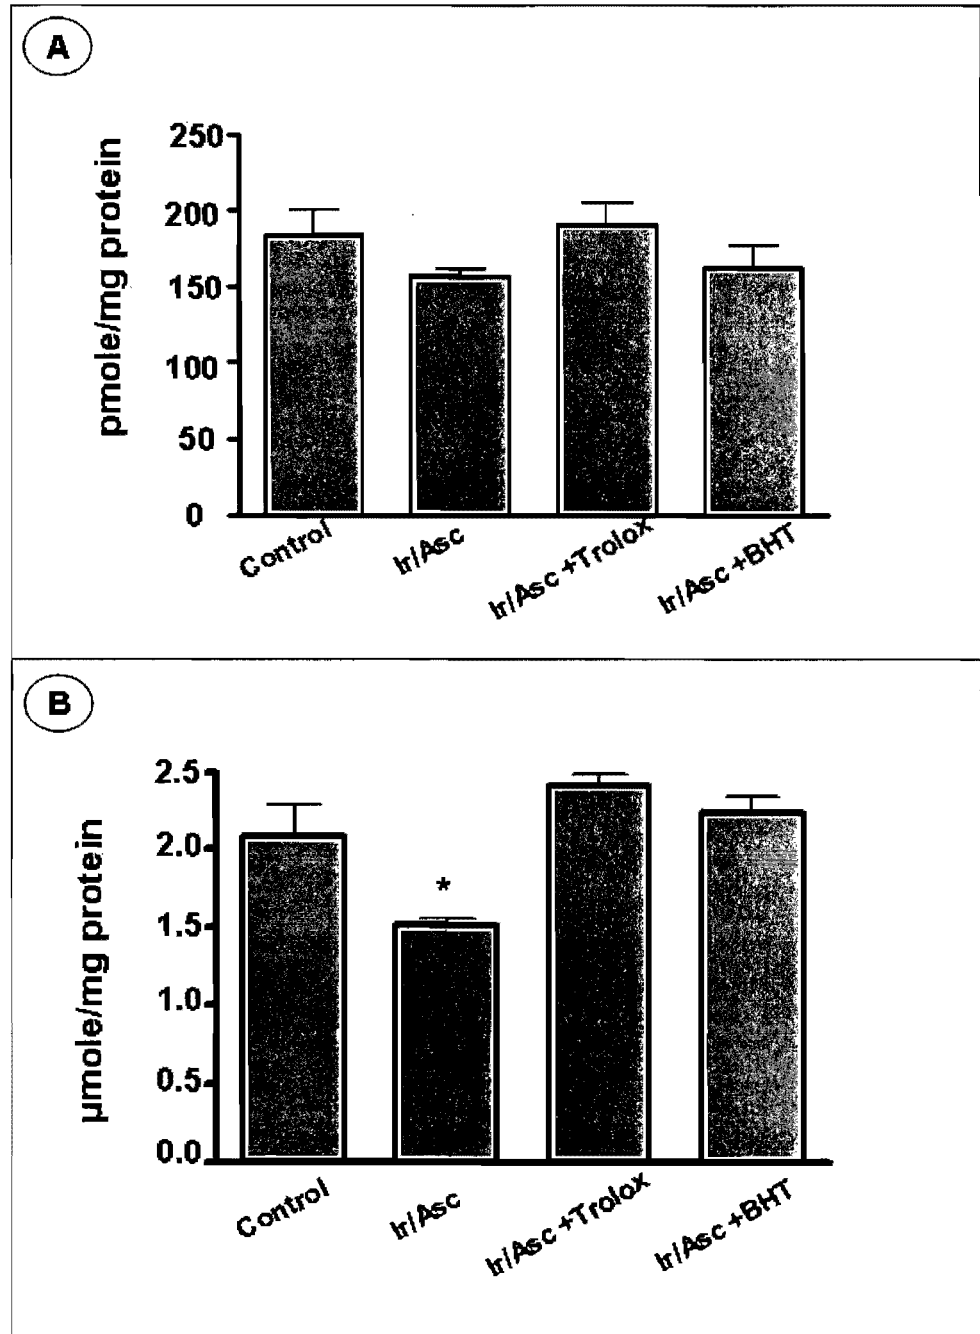 A
pmole/mg protein
250
200
150
100
50
0
Control
Ir/Asc
Ir/Asc +Trolox
Ir/Asc +BHT
B
µmole/mg protein
2.5
2.0
1.5
1.0
0.5
0.0
*
Control
Ir/Asc
Ir/Asc +Trolox
Ir/Asc +BHT